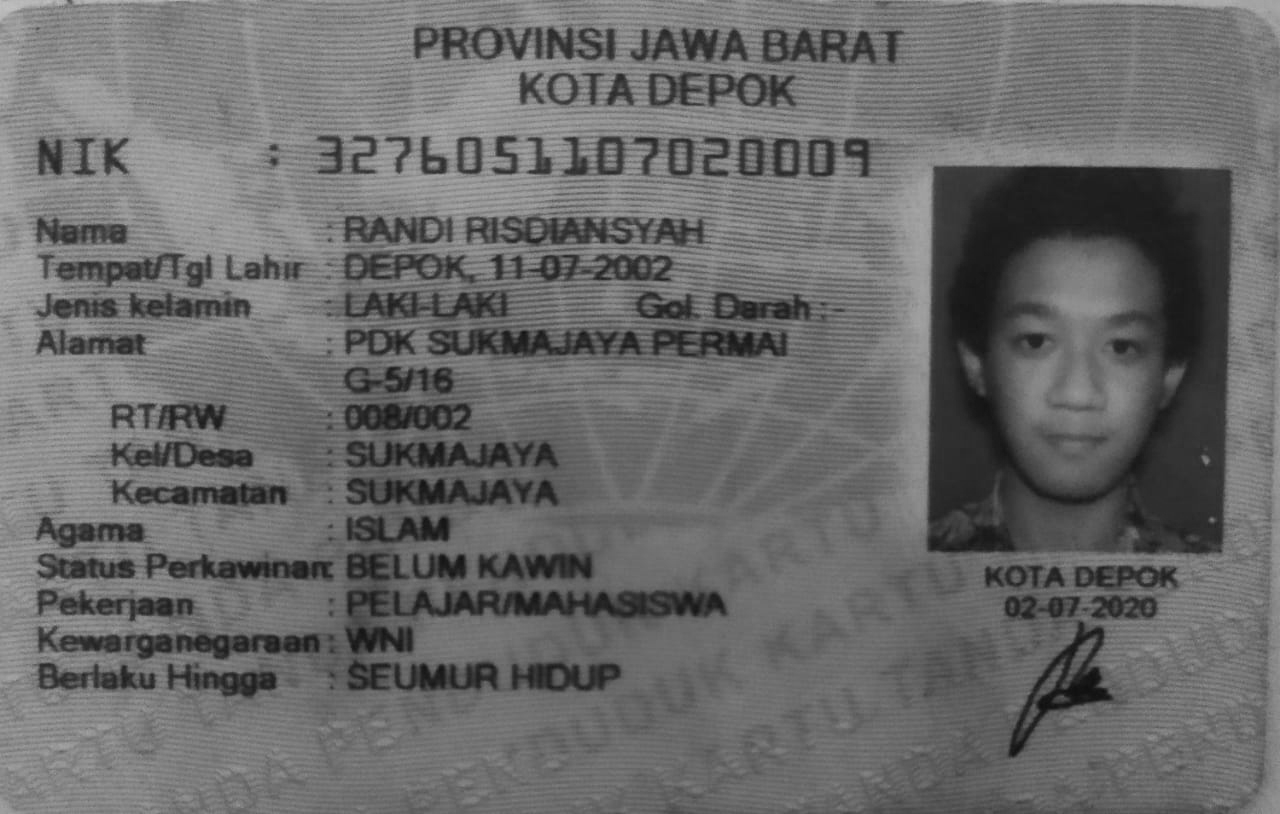 PROVINSI JAWA BARAT
KOTA DEPOK
NIK : 3276051107020009
Nama : RANDI RISDIANSYAH
Tempat/Tgl Lahir : DEPOK, 11-07-2002
Jenis kelamin : LAKI-LAKI Gol. Darah : -
Alamat : PDK SUKMAJAYA PERMAI
G-5/16
RT/RW : 008/002
Kel/Desa : SUKMAJAYA
Kecamatan : SUKMAJAYA
Agama : ISLAM
Status Perkawinan: BELUM KAWIN
Pekerjaan : PELAJAR/MAHASISWA
Kewarganegaraan : WNI
Berlaku Hingga : SEUMUR HIDUP
KOTA DEPOK
02-07-2020